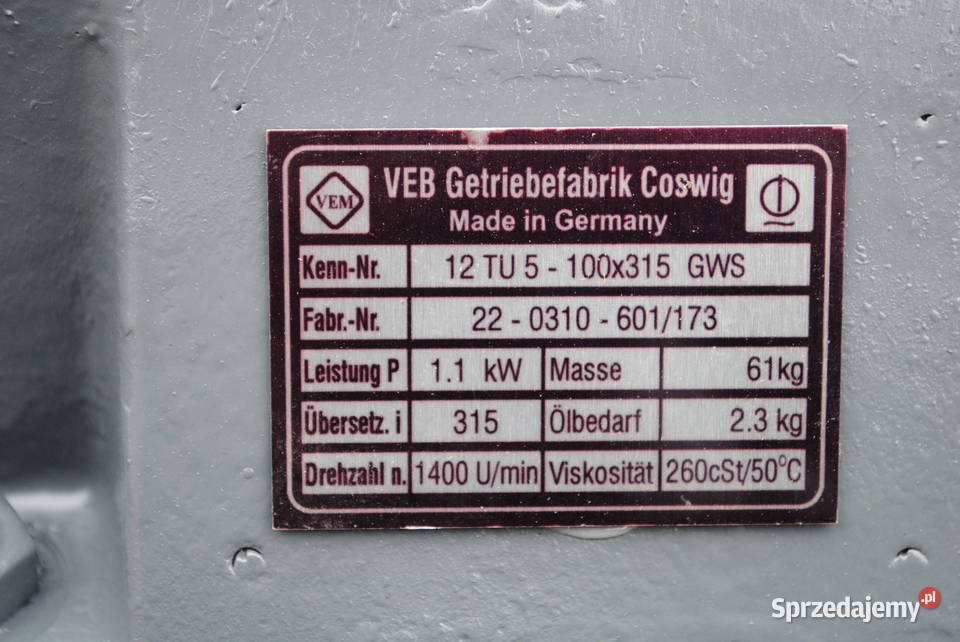 VEM
VEB Getriebefabrik Coswig
Made in Germany
Kenn-Nr. 12 TU 5 - 100x315 GWS
Fabr.-Nr. 22 - 0310 - 601/173
Leistung P 1.1 kW Masse 61kg
Übersetz. i 315 Ölbedarf 2.3 kg
Drehzahl n. 1400 U/min Viskosität 260cSt/50°C
Sprzedajemy.pl